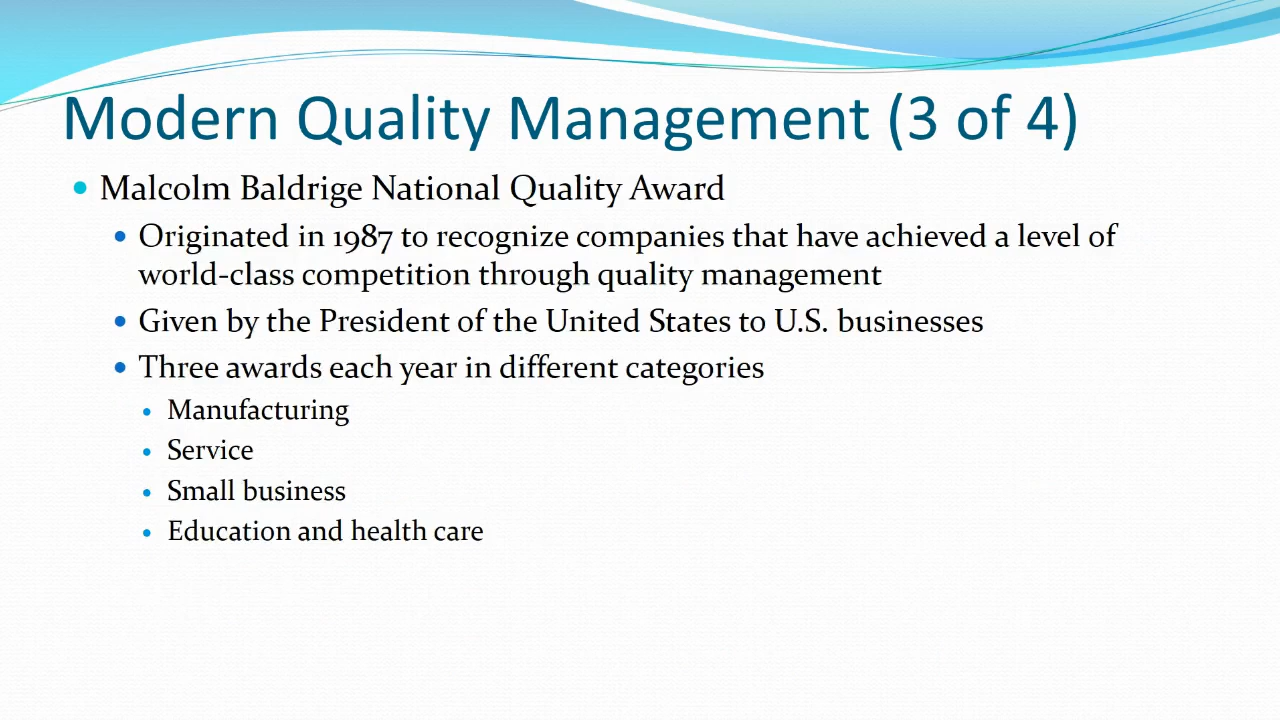 Modern Quality Management (3 of 4)
Malcolm Baldrige National Quality Award
Originated in 1987 to recognize companies that have achieved a level of
world-class competition through quality management
Given by the President of the United States to U.S. businesses
Three awards each year in different categories
Manufacturing
Service
Small business
Education and health care